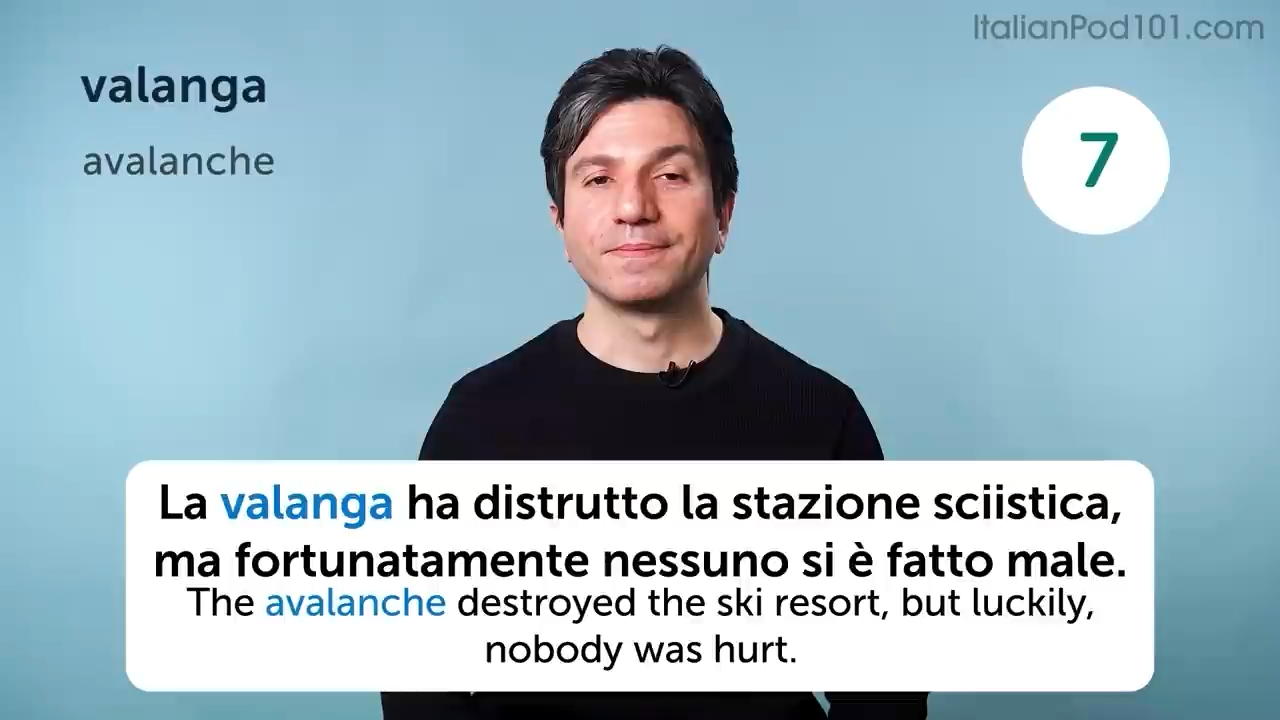 ItalianPod101.com
valanga
avalanche
7
La valanga ha distrutto la stazione sciistica,
ma fortunatamente nessuno si è fatto male.
The avalanche destroyed the ski resort, but luckily,
nobody was hurt.